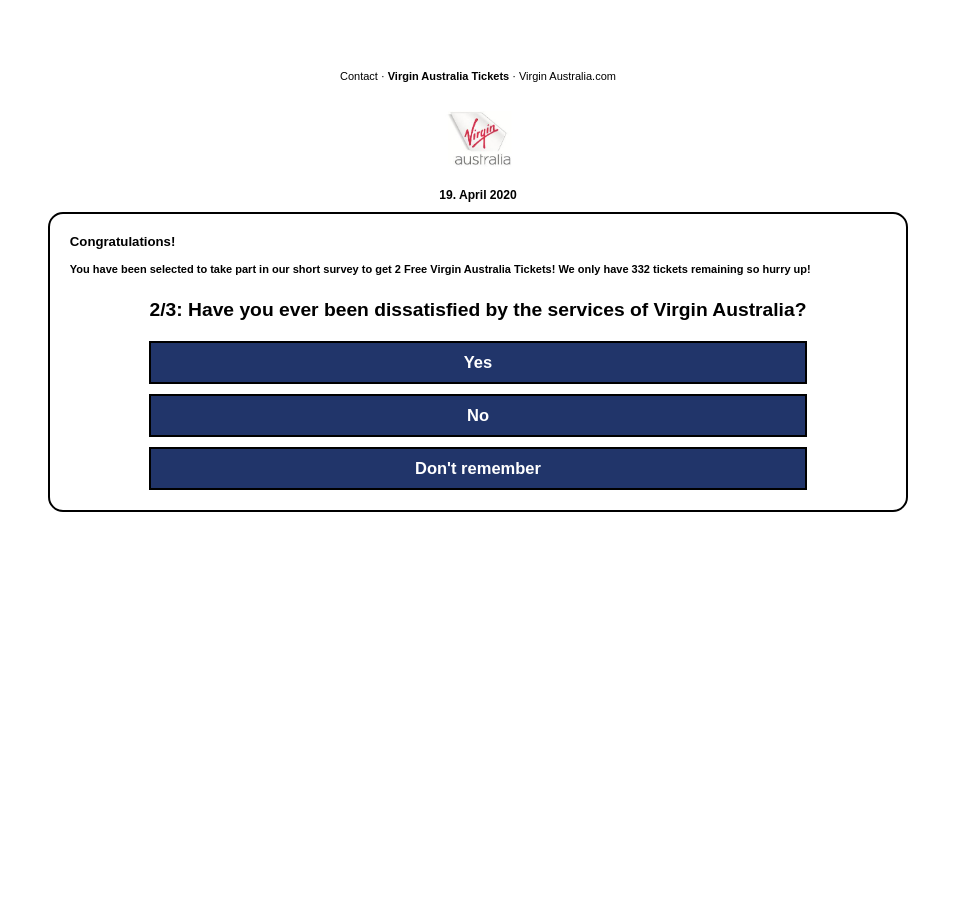 Contact · Virgin Australia Tickets · Virgin Australia.com
Virgin
australia
19. April 2020
Congratulations!
You have been selected to take part in our short survey to get 2 Free Virgin Australia Tickets! We only have 332 tickets remaining so hurry up!
2/3: Have you ever been dissatisfied by the services of Virgin Australia?
Yes
No
Don't remember